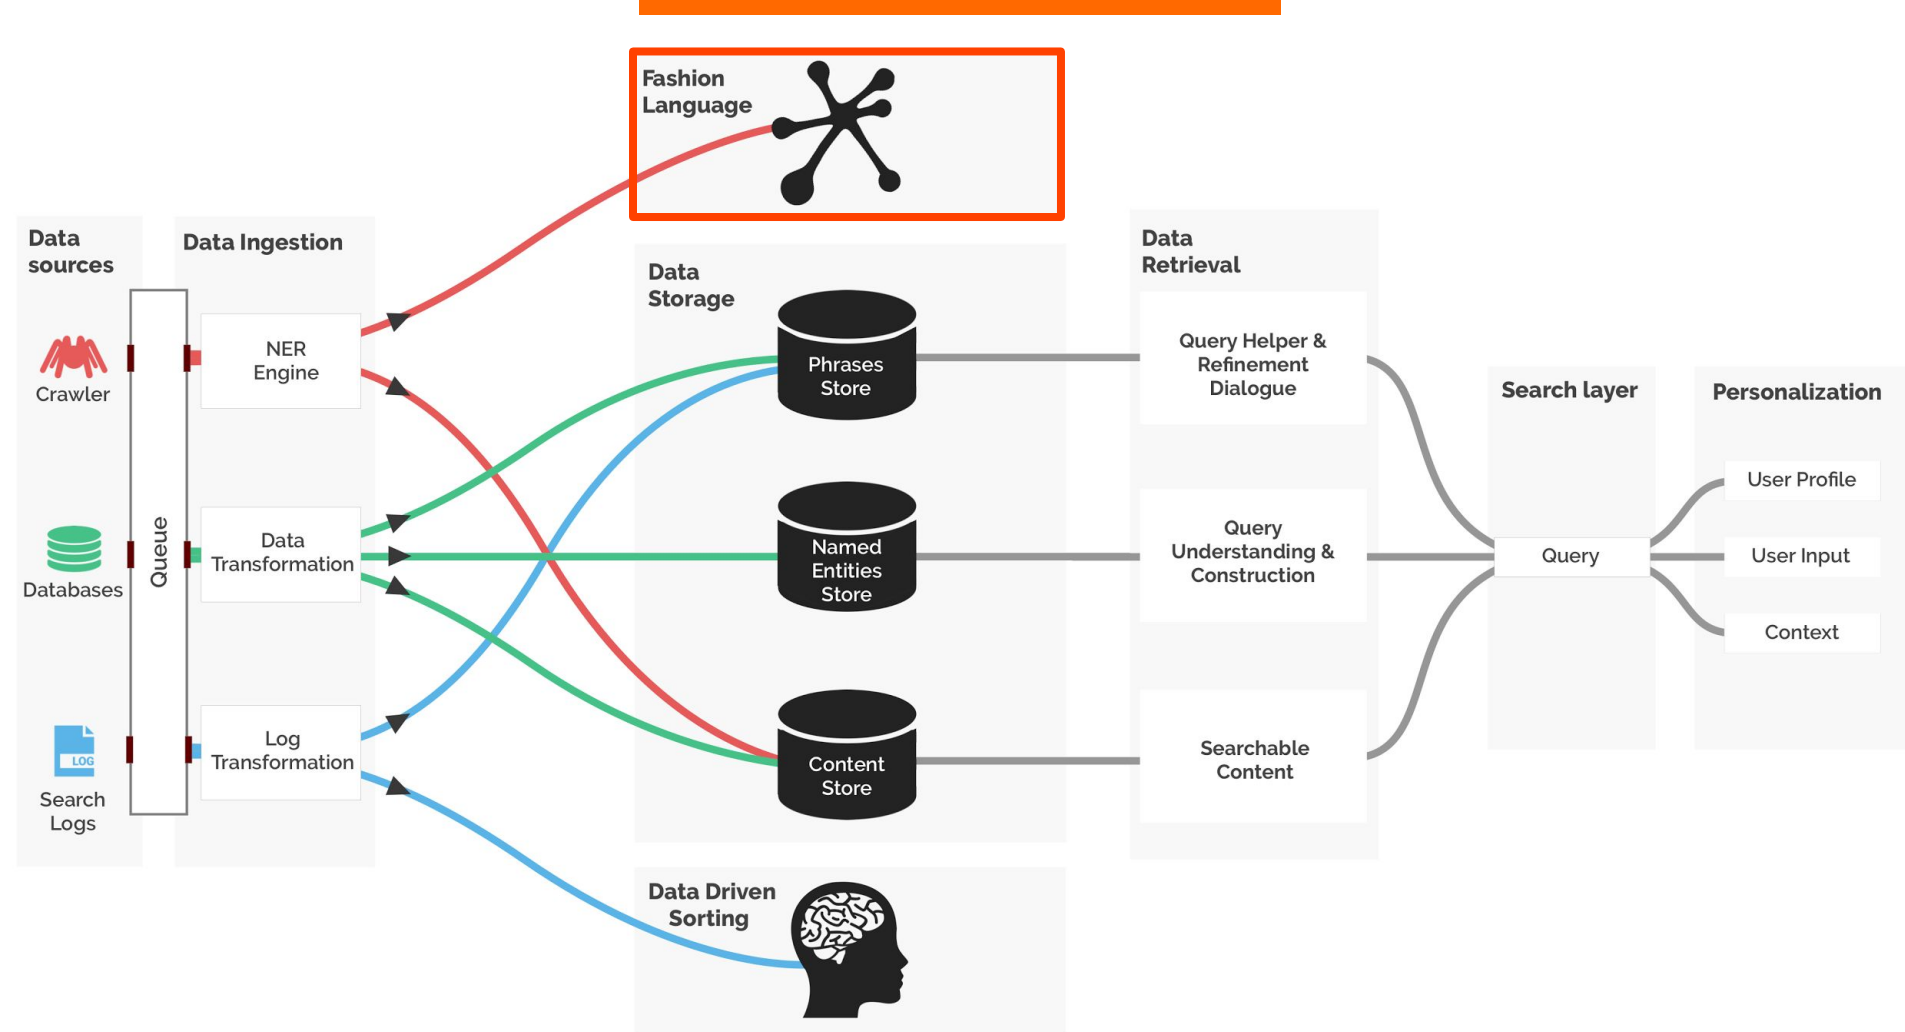 Fashion
Language
Data
sources
Crawler
Databases
Search
Logs
Queue
Data Ingestion
NER
Engine
Data
Transformation
Log
Transformation
LOG
Data
Storage
Phrases
Store
Named
Entities
Store
Content
Store
Data Driven
Sorting
Data
Retrieval
Query Helper &
Refinement
Dialogue
Query
Understanding &
Construction
Searchable
Content
Search layer
Query
Personalization
User Profile
User Input
Context